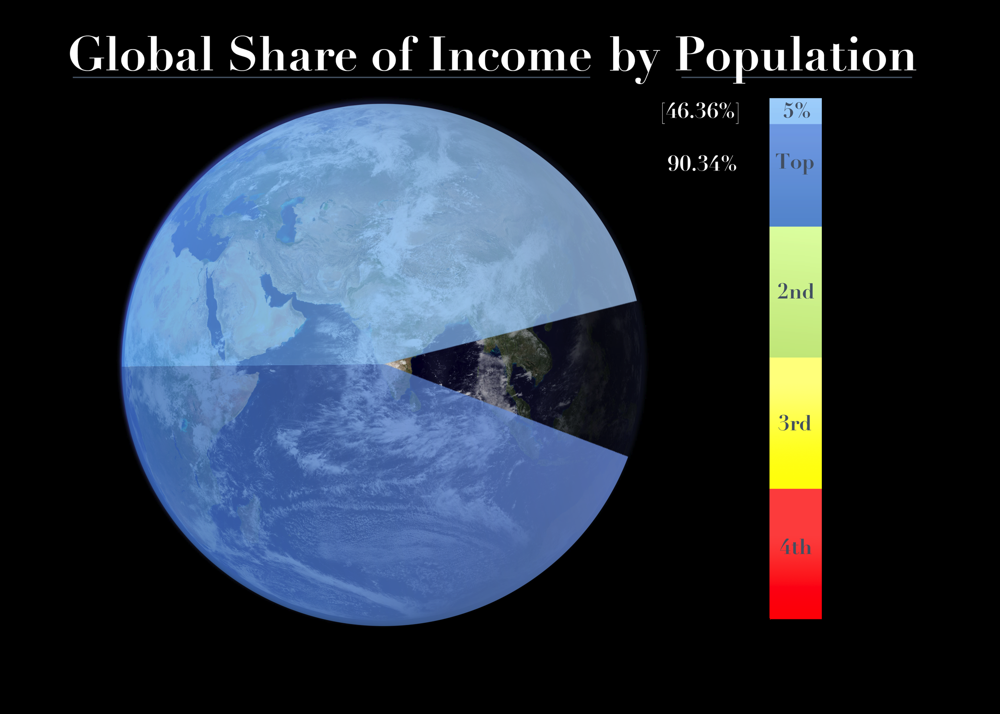 Global Share of Income by Population
[46.36%] 5%
90.34% Top
2nd
3rd
4th